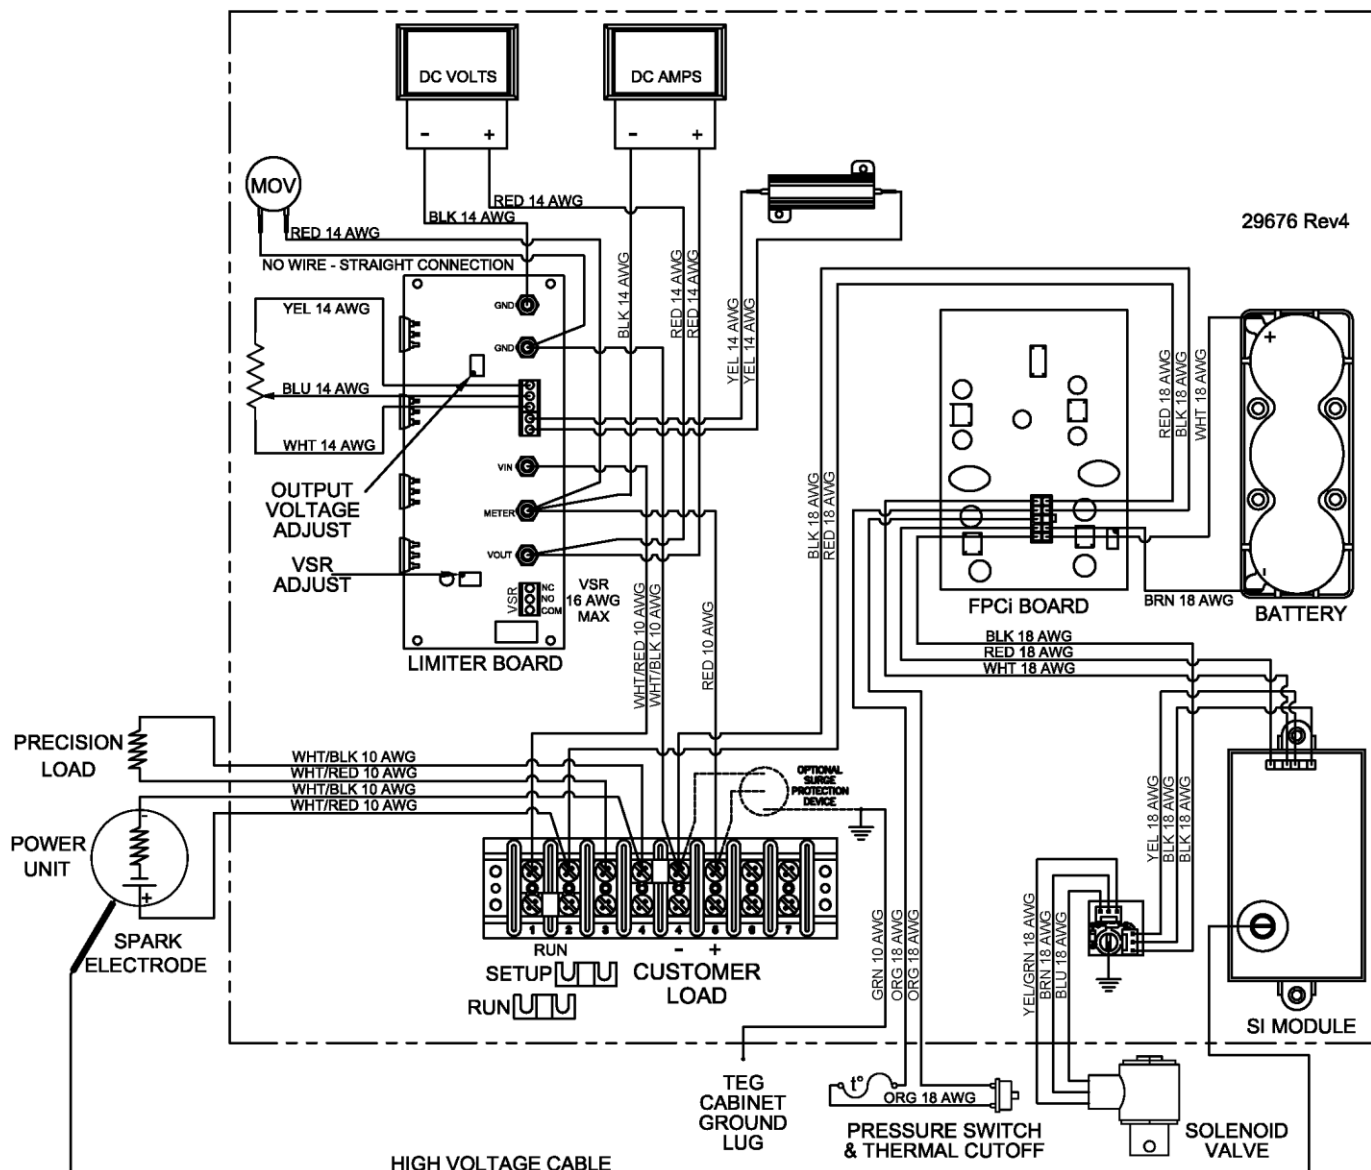 DC VOLTS
DC AMPS
- +
- +
MOV
RED 14 AWG
BLK 14 AWG
RED 14 AWG
NO WIRE - STRAIGHT CONNECTION
29676 Rev4
YEL 14 AWG
BLU 14 AWG
WHT 14 AWG
GND
GND
VIN
METER
VOUT
BLK 14 AWG
RED 14 AWG
RED 14 AWG
YEL 14 AWG
YEL 14 AWG
OUTPUT
VOLTAGE
ADJUST
VSR
ADJUST
VSR
NC
NO
COM
VSR
16 AWG
MAX
LIMITER BOARD
WHT/RED 10 AWG
WHT/BLK 10 AWG
RED 10 AWG
BLK 18 AWG
RED 18 AWG
RED 18 AWG
BLK 18 AWG
WHT 18 AWG
FPCi BOARD
BRN 18 AWG
+
-
BATTERY
BLK 18 AWG
RED 18 AWG
WHT 18 AWG
PRECISION
LOAD
WHT/BLK 10 AWG
WHT/RED 10 AWG
WHT/BLK 10 AWG
WHT/RED 10 AWG
OPTIONAL
SURGE
PROTECTION
DEVICE
POWER
UNIT
-
+
SPARK
ELECTRODE
1 2 3 4 4 5 6 7
RUN
- +
SETUP
RUN
CUSTOMER
LOAD
GRN 10 AWG
ORG 18 AWG
ORG 18 AWG
YEL 18 AWG
BLK 18 AWG
BLK 18 AWG
YEL/GRN 18 AWG
BRN 18 AWG
BLU 18 AWG
SI MODULE
TEG
CABINET
GROUND
LUG
t°
ORG 18 AWG
PRESSURE SWITCH
& THERMAL CUTOFF
SOLENOID
VALVE
HIGH VOLTAGE CABLE